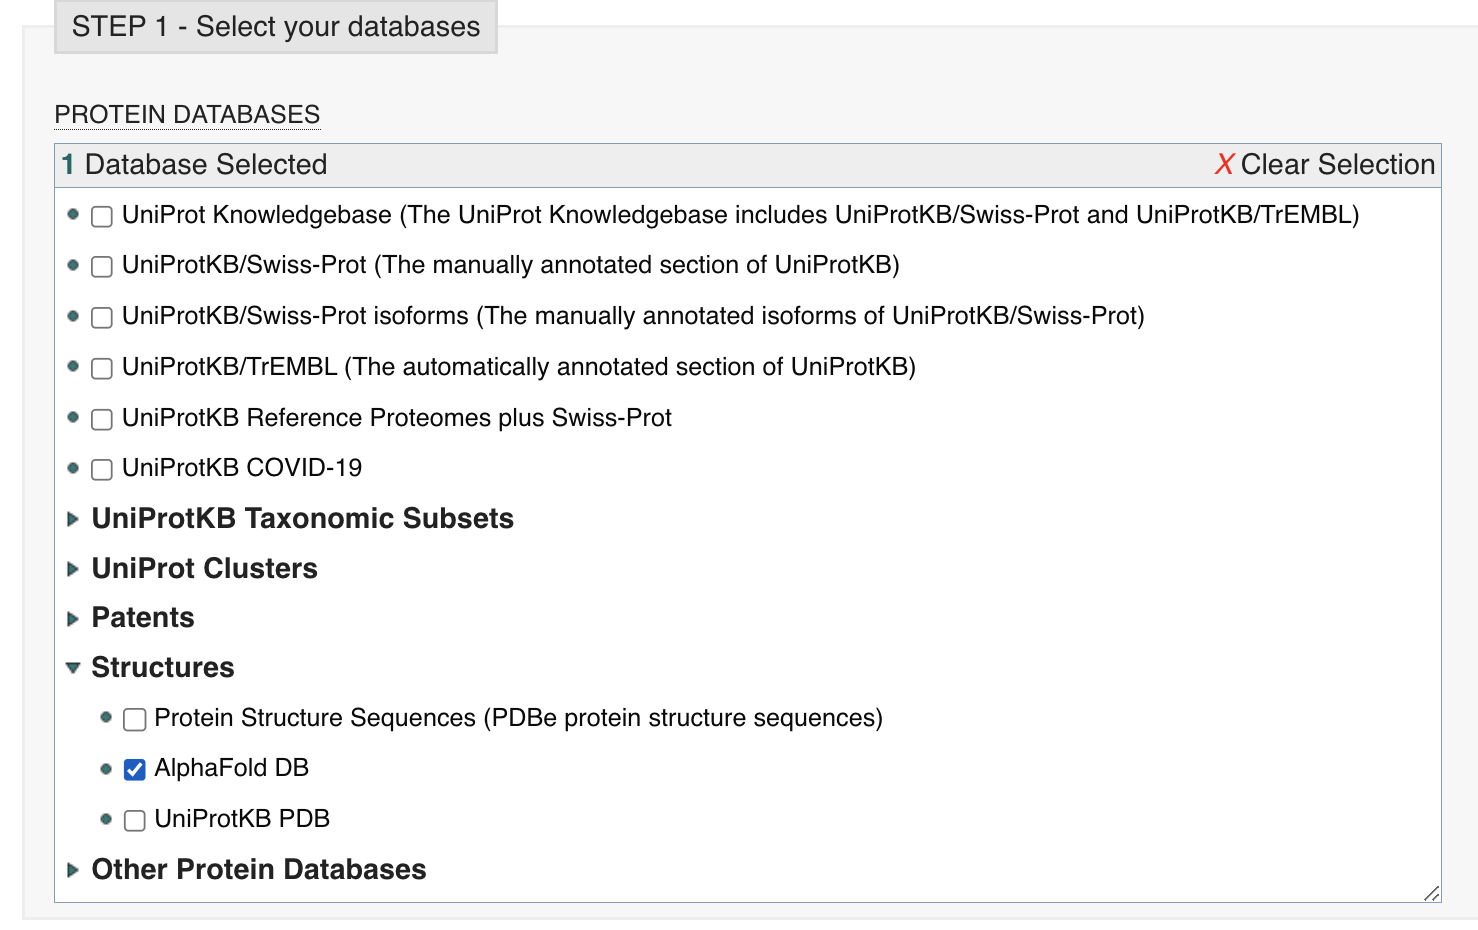 STEP 1 - Select your databases
PROTEIN DATABASES
1 Database Selected
X Clear Selection
UniProt Knowledgebase (The UniProt Knowledgebase includes UniProtKB/Swiss-Prot and UniProtKB/TrEMBL)
UniProtKB/Swiss-Prot (The manually annotated section of UniProtKB)
UniProtKB/Swiss-Prot isoforms (The manually annotated isoforms of UniProtKB/Swiss-Prot)
UniProtKB/TrEMBL (The automatically annotated section of UniProtKB)
UniProtKB Reference Proteomes plus Swiss-Prot
UniProtKB COVID-19
UniProtKB Taxonomic Subsets
UniProt Clusters
Patents
Structures
Protein Structure Sequences (PDBe protein structure sequences)
AlphaFold DB
UniProtKB PDB
Other Protein Databases